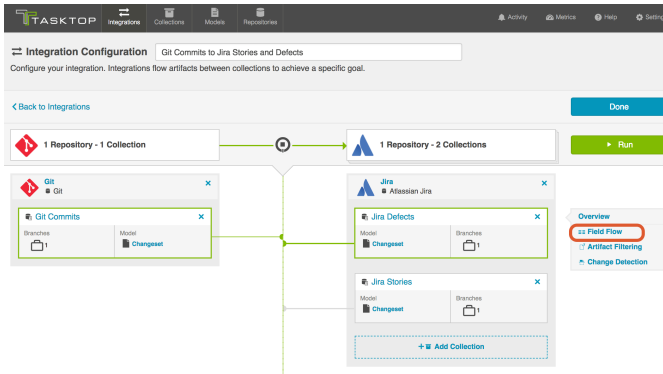 TASKTOP
Integrations
Collections
Models
Repositories
Activity
Metrics
Help
Setting
Integration Configuration
Git Commits to Jira Stories and Defects
Configure your integration. Integrations flow artifacts between collections to achieve a specific goal.
Back to Integrations
Done
1 Repository - 1 Collection
1 Repository - 2 Collections
Run
Git
Git
Jira
Atlassian Jira
Git Commits
Branches
Model
1
Changeset
Jira Defects
Model
Branches
Changeset
1
Overview
Field Flow
Artifact Filtering
Change Detection
Jira Stories
Model
Branches
Changeset
1
Add Collection